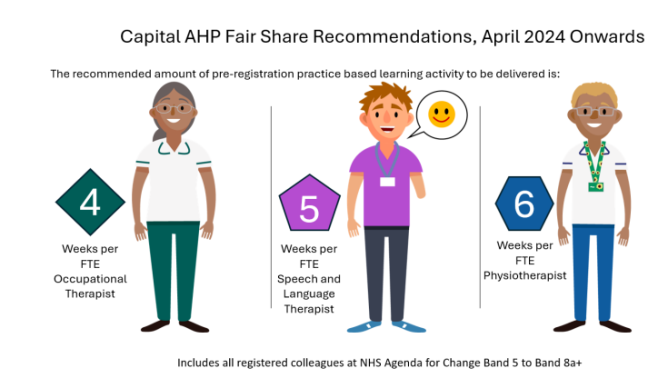 Capital AHP Fair Share Recommendations, April 2024 Onwards
The recommended amount of pre-registration practice based learning activity to be delivered is:
4
Weeks per
FTE
Occupational
Therapist
5
Weeks per
FTE
Speech and
Language
Therapist
6
Weeks per
FTE
Physiotherapist
Includes all registered colleagues at NHS Agenda for Change Band 5 to Band 8a+